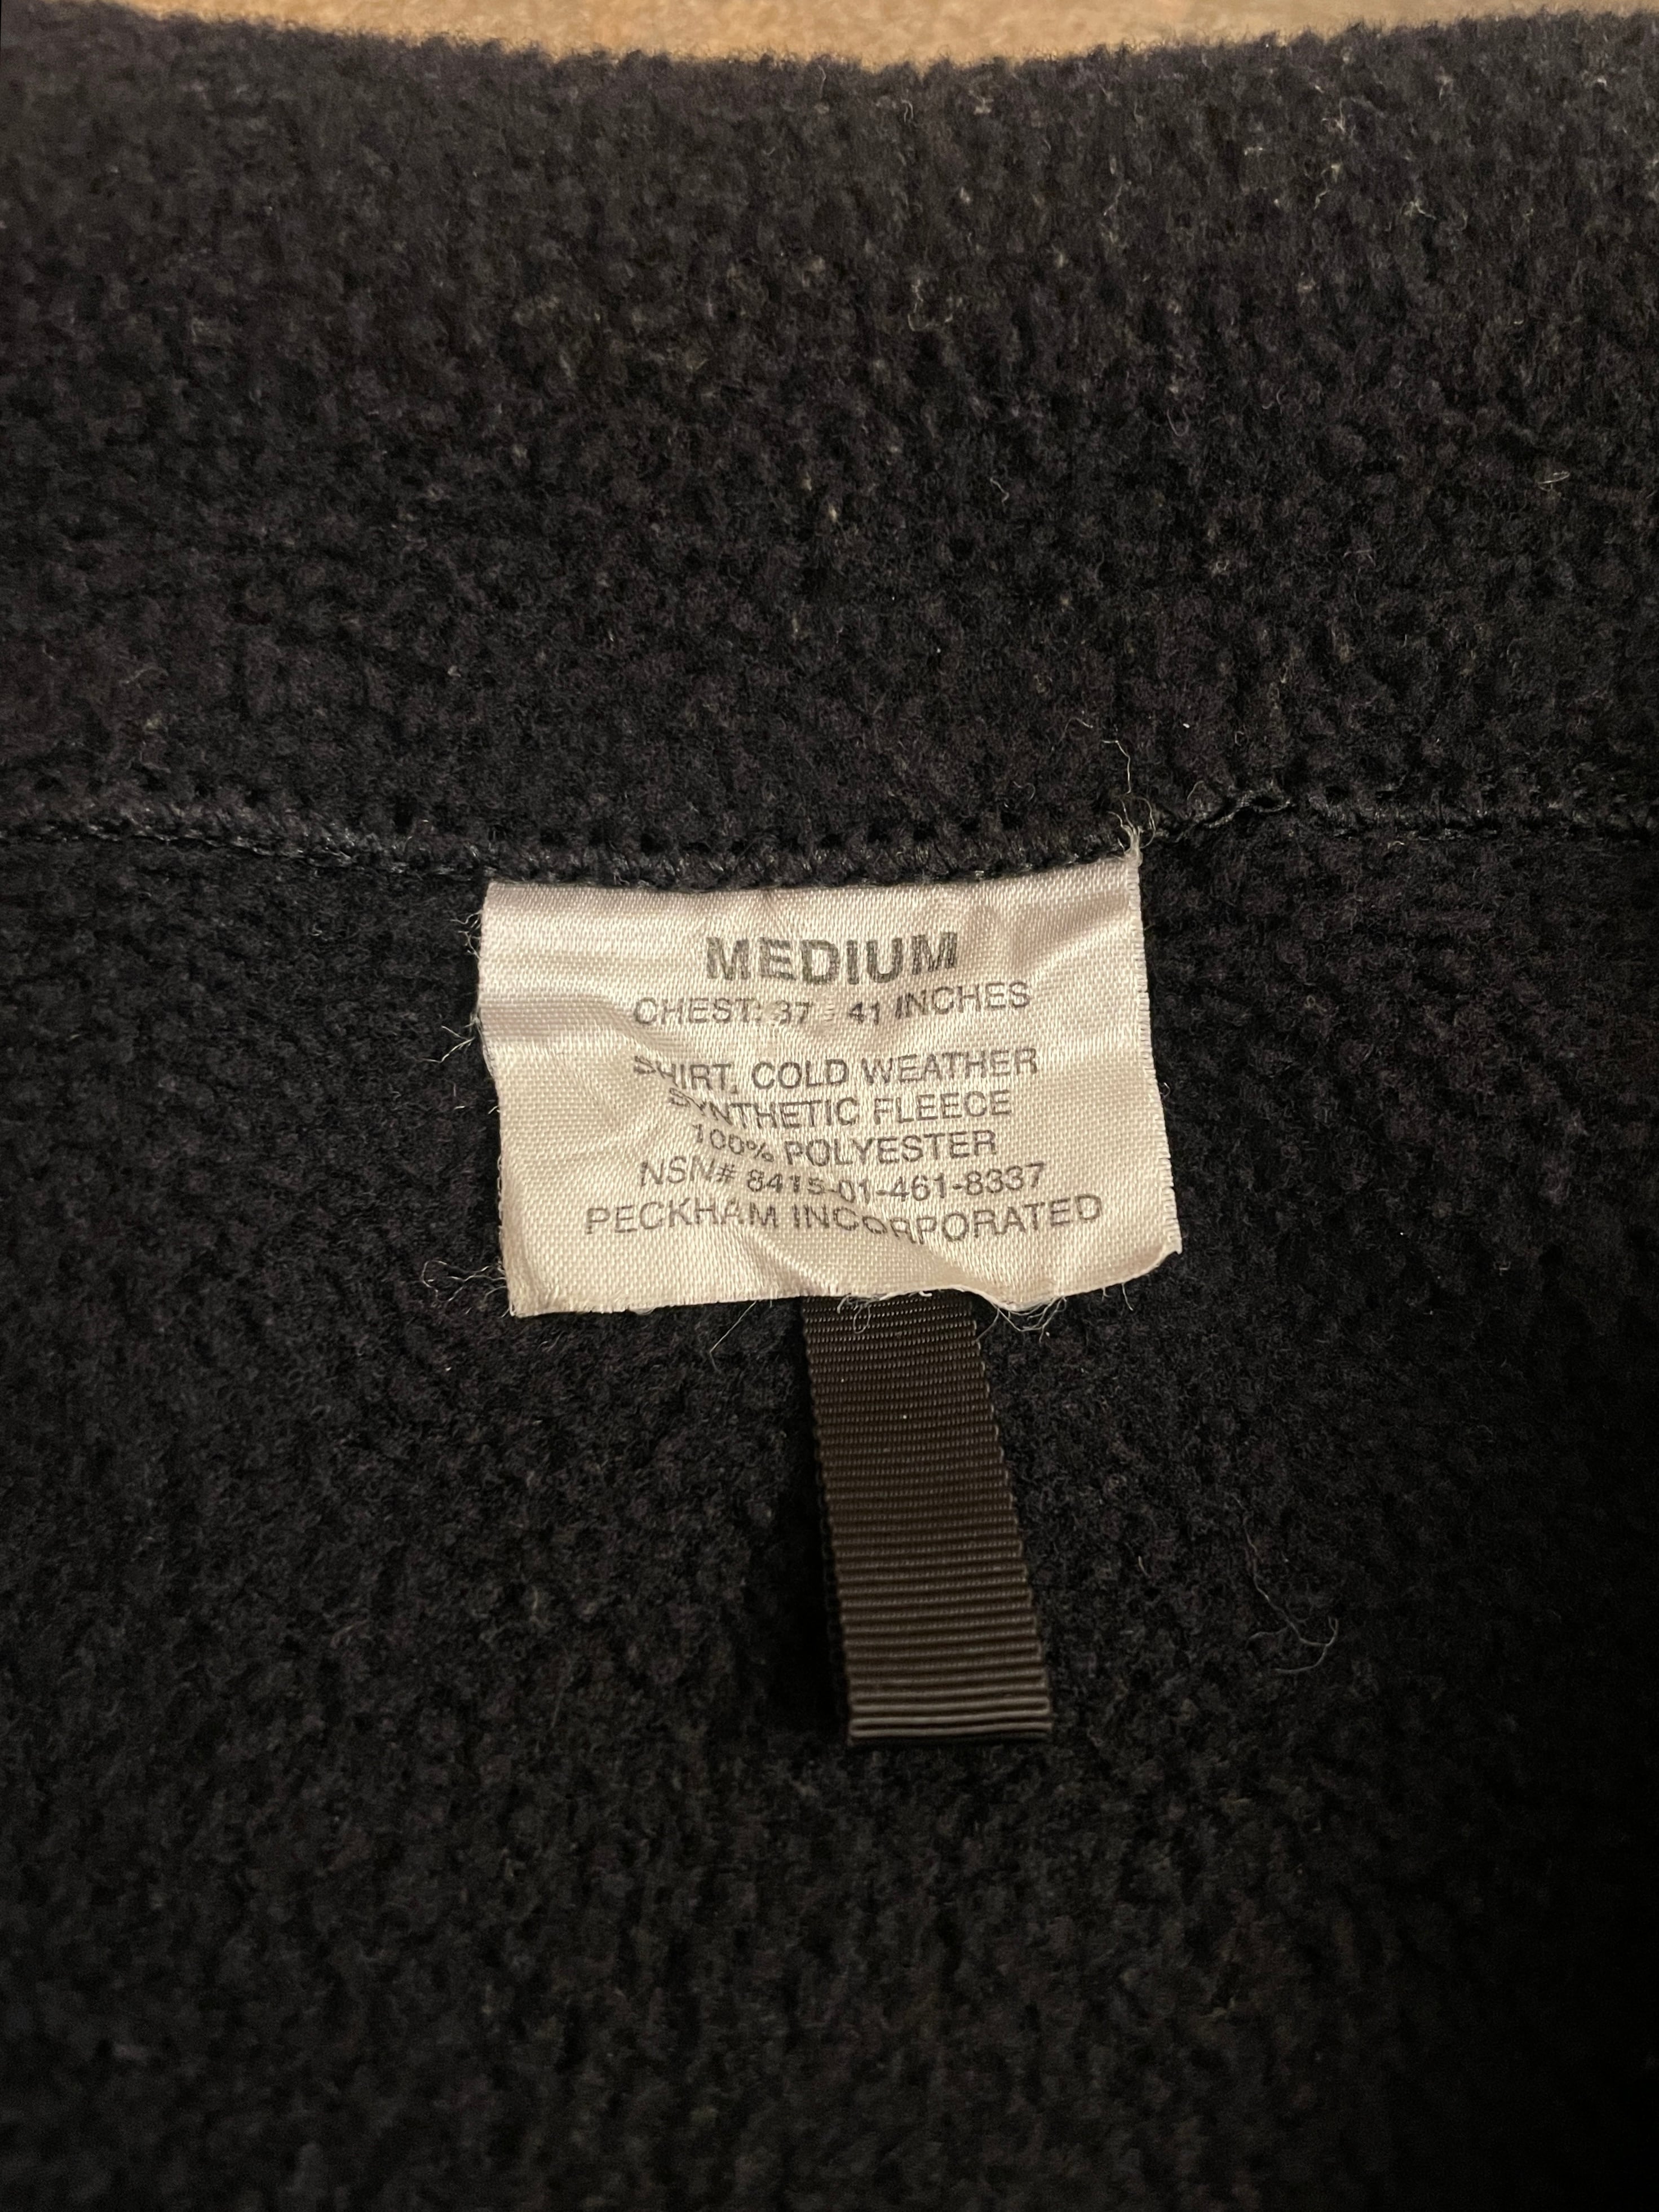 MEDIUM
CHEST: 37 - 41 INCHES
SHIRT, COLD WEATHER
SYNTHETIC FLEECE
100% POLYESTER
NSN# 8415-01-461-8337
PECKHAM INCORPORATED